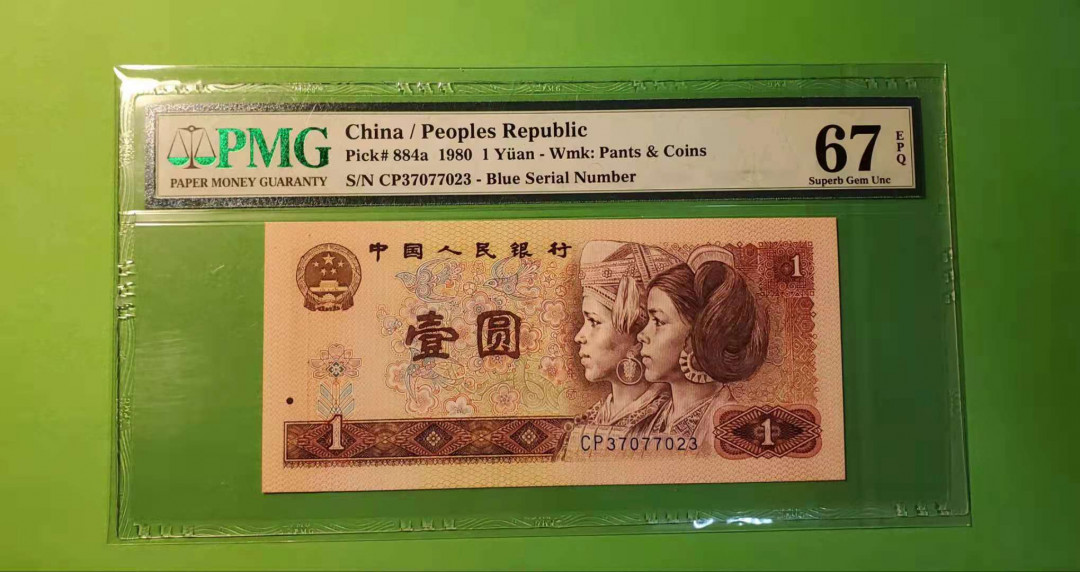 PMG
PAPER MONEY GUARANTY
China / Peoples Republic
Pick# 884a 1980 1 Yüan - Wmk: Pants & Coins
S/N CP37077023 - Blue Serial Number
67
EPQ
Superb Gem Unc
中国人民银行
1
壹圆
1
1
CP37077023